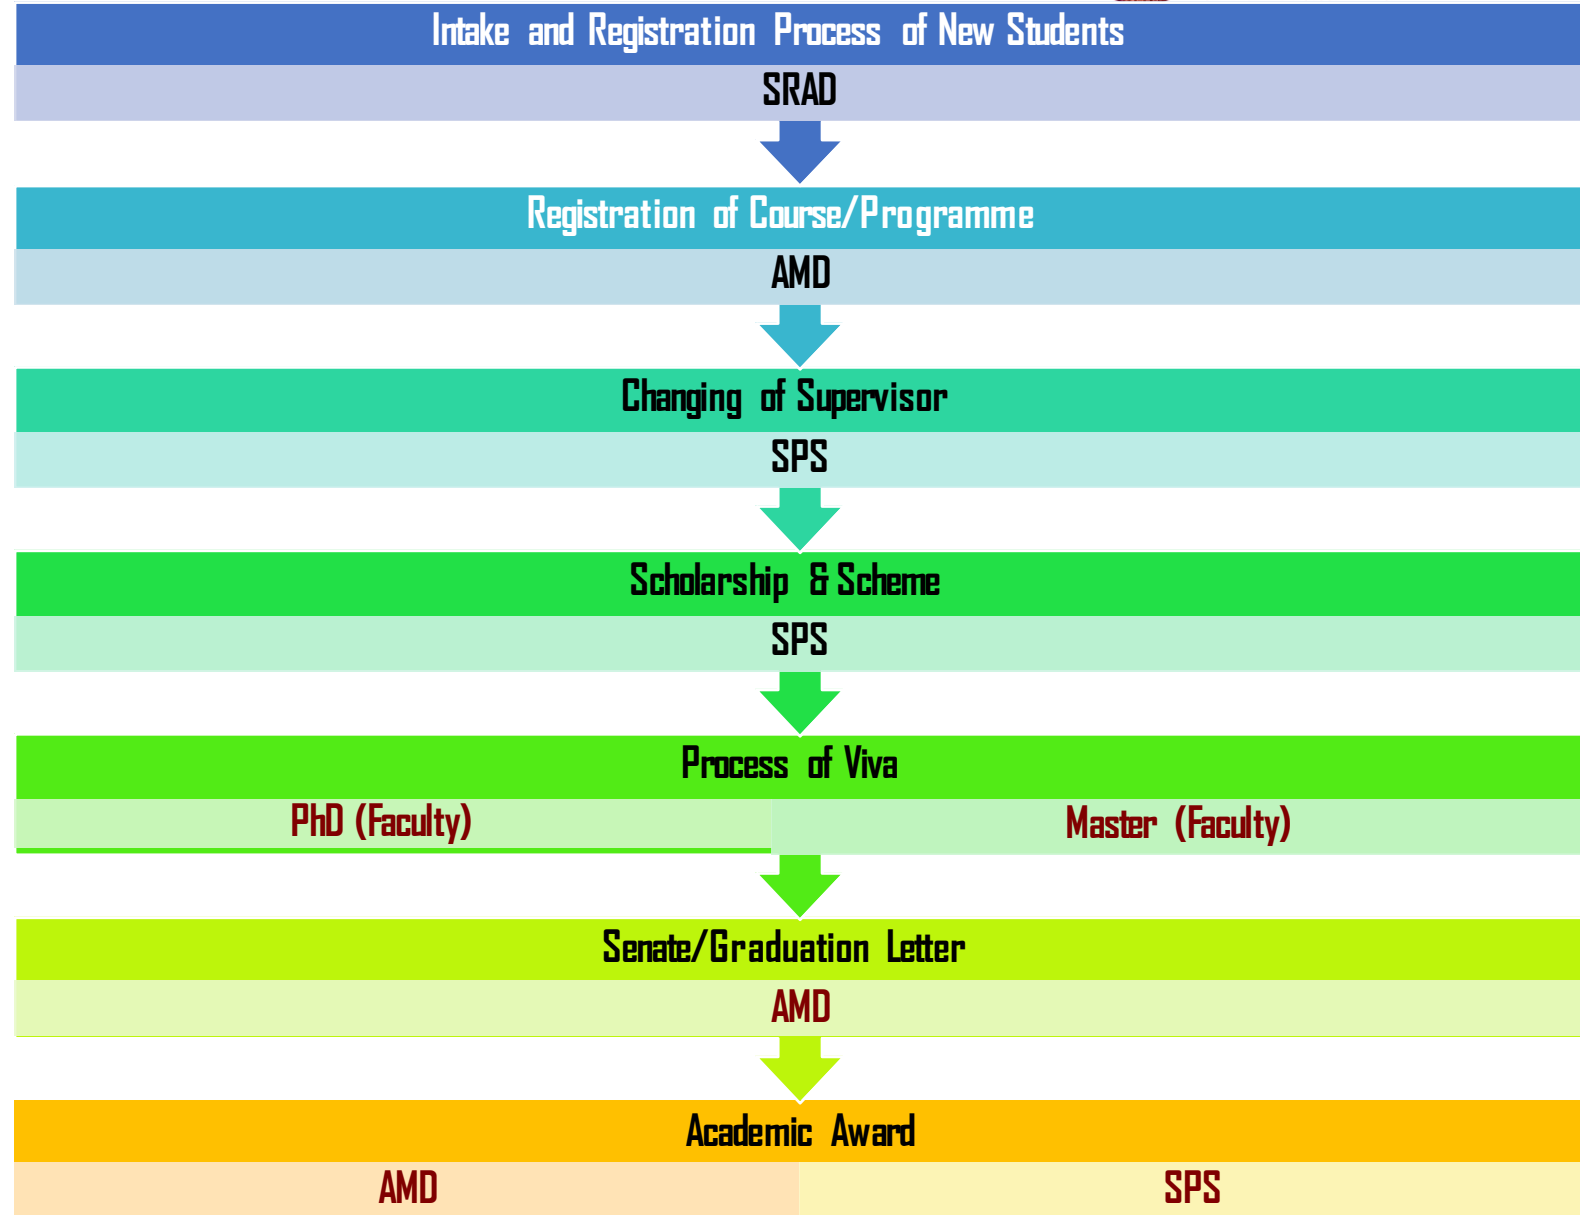 Intake and Registration Process of New Students
SRAD
Registration of Course/Programme
AMD
Changing of Supervisor
SPS
Scholarship & Scheme
SPS
Process of Viva
PhD (Faculty) Master (Faculty)
Senate/Graduation Letter
AMD
Academic Award
AMD SPS